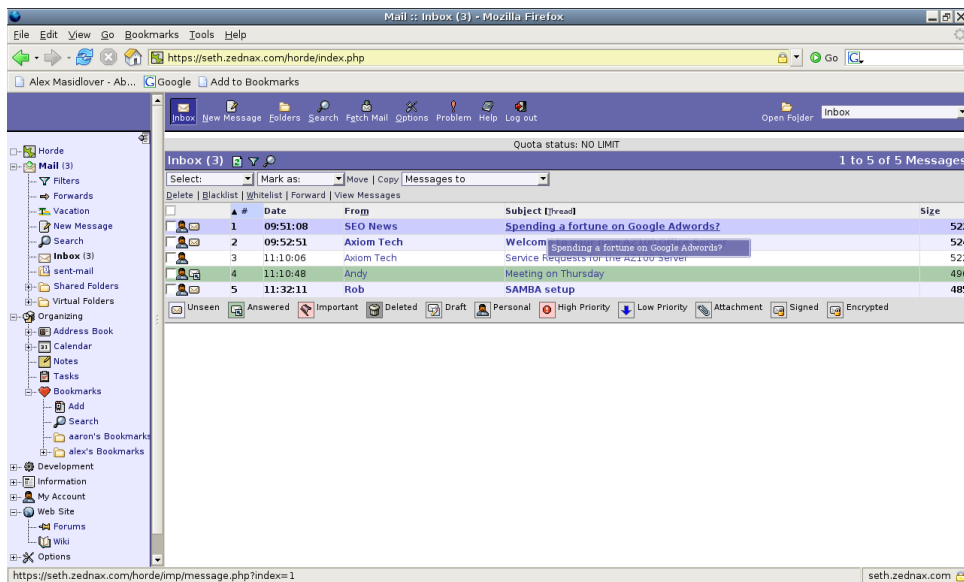 Mail :: Inbox (3) - Mozilla Firefox
File Edit View Go Bookmarks Tools Help
https://seth.zednax.com/horde/index.php
Go
Alex Masidlover - Ab... Google Add to Bookmarks
Inbox New Message Folders Search Fetch Mail Options Problem Help Log out
Open Folder Inbox
Horde
Mail (3)
Filters
Forwards
Vacation
New Message
Search
Inbox (3)
sent-mail
Shared Folders
Virtual Folders
Organizing
Address Book
Calendar
Notes
Tasks
Bookmarks
Add
Search
aaron's Bookmarks
alex's Bookmarks
Development
Information
My Account
Web Site
Forums
Wiki
Options
Quota status: NO LIMIT
Inbox (3) 1 to 5 of 5 Messages
Select: Mark as: Move | Copy Messages to
Delete | Blacklist | Whitelist | Forward | View Messages
# Date From Subject [Thread] Size
1 09:51:08 SEO News Spending a fortune on Google Adwords? 522
2 09:52:51 Axiom Tech
Spending a fortune on Google Adwords?
3 11:10:06 Axiom Tech Service Requests for the AZ100 Server 522
4 11:10:48 Andy Meeting on Thursday
5 11:32:11 Rob SAMBA setup 485
Unseen Answered Important Deleted Draft Personal High Priority Low Priority Attachment Signed Encrypted
https://seth.zednax.com/horde/imp/message.php?index=1
seth.zednax.com